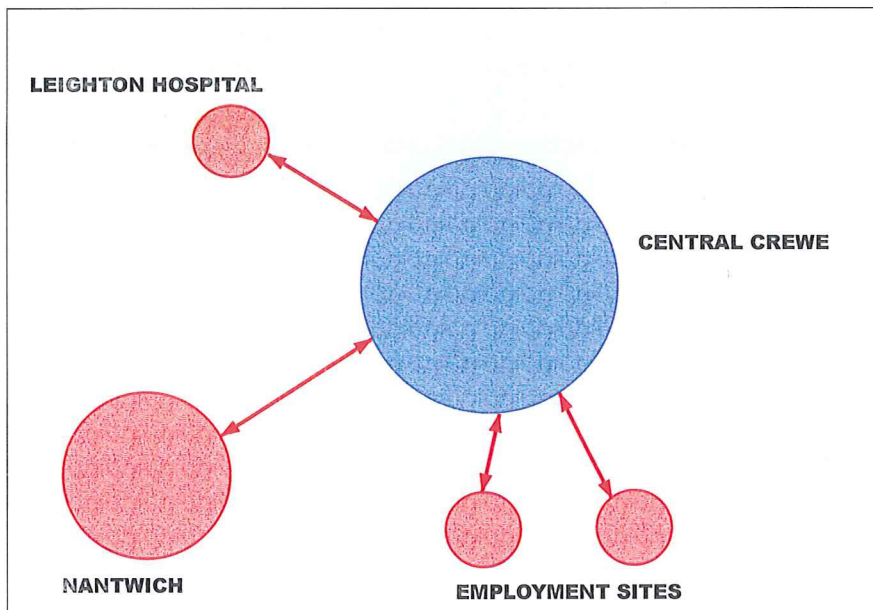 LEIGHTON HOSPITAL
CENTRAL CREWE
NANTWICH
EMPLOYMENT SITES